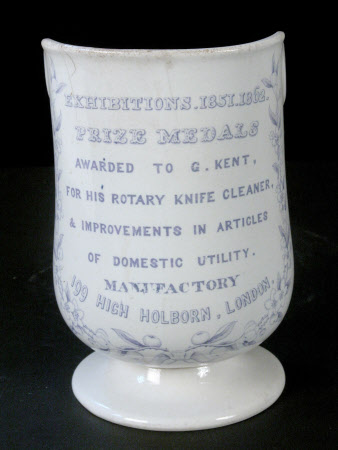 EXHIBITIONS.1851.1862.
PRIZE MEDALS
AWARDED TO G. KENT,
FOR HIS ROTARY KNIFE CLEANER,
& IMPROVEMENTS IN ARTICLES
OF DOMESTIC UTILITY.
MANUFACTORY
199 HIGH HOLBORN, LONDON.